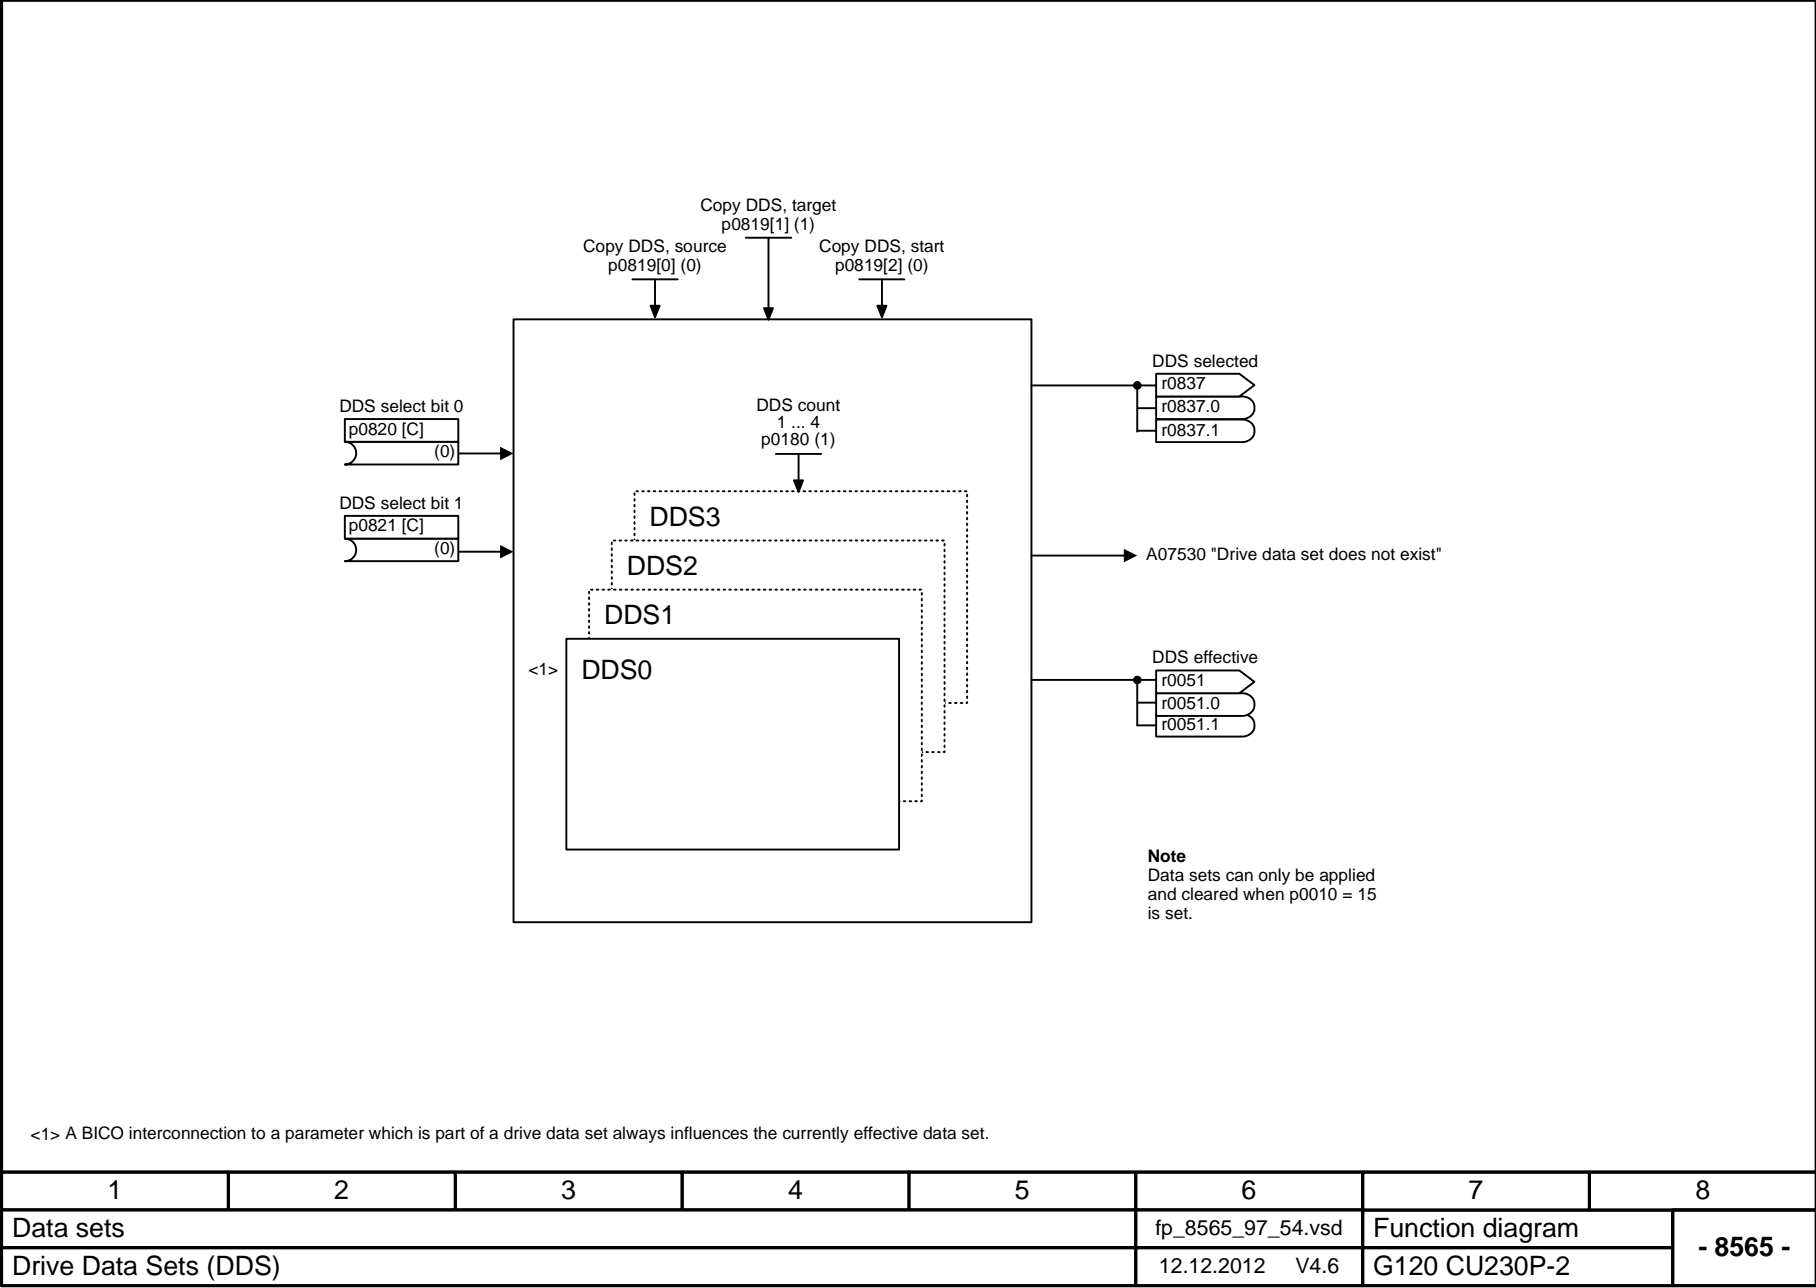 Copy DDS, target
p0819[1] (1)
Copy DDS, source
p0819[0] (0)
Copy DDS, start
p0819[2] (0)
DDS selected
r0837
r0837.0
r0837.1
DDS select bit 0
p0820 [C]
(0)
DDS count
1 ... 4
p0180 (1)
DDS select bit 1
p0821 [C]
(0)
DDS3
DDS2
DDS1
<1>
DDS0
A07530 "Drive data set does not exist"
DDS effective
r0051
r0051.0
r0051.1
Note
Data sets can only be applied
and cleared when p0010 = 15
is set.
<1> A BICO interconnection to a parameter which is part of a drive data set always influences the currently effective data set.
1 2 3 4 5 6 7 8
Data sets
fp_8565_97_54.vsd
Function diagram
- 8565 -
Drive Data Sets (DDS)
12.12.2012 V4.6
G120 CU230P-2